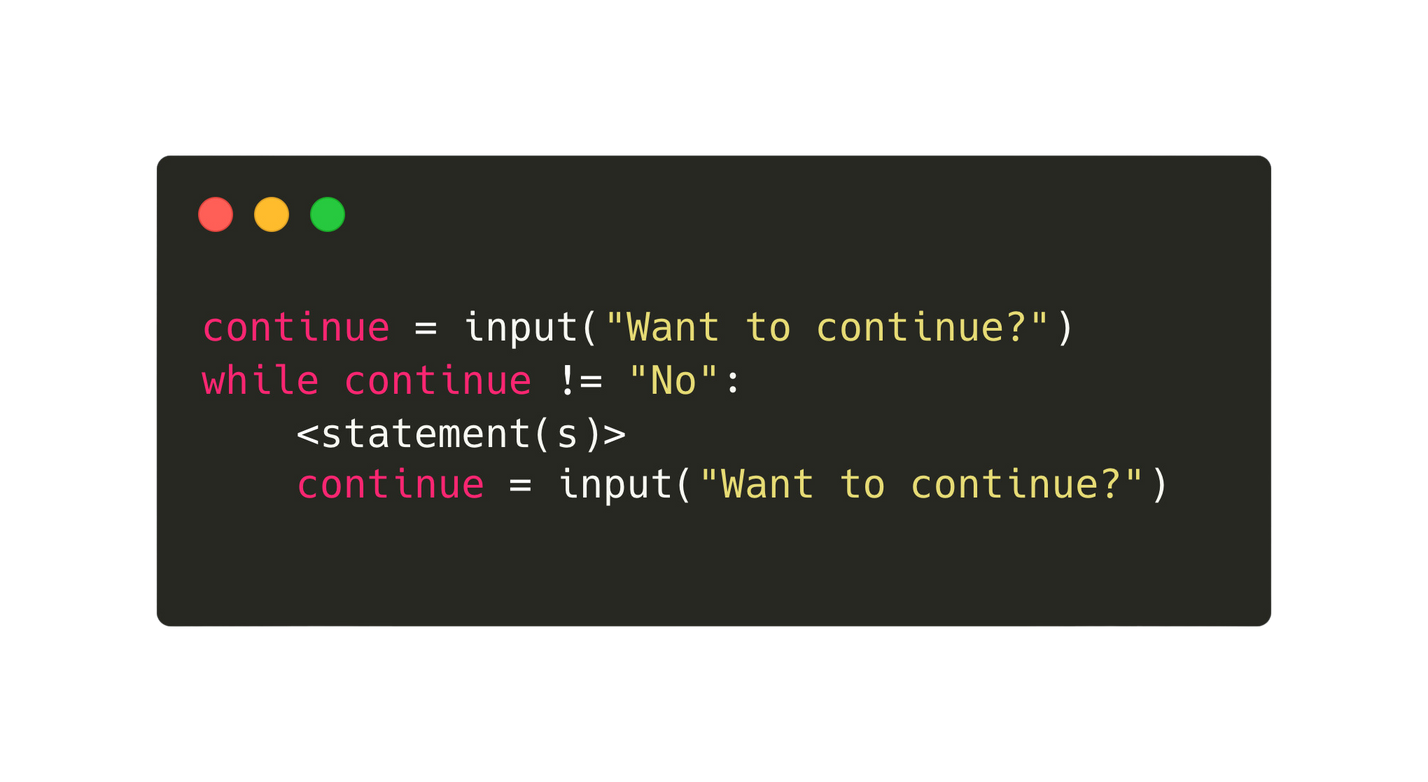 continue = input("Want to continue?")
while continue != "No":
    <statement(s)>
    continue = input("Want to continue?")